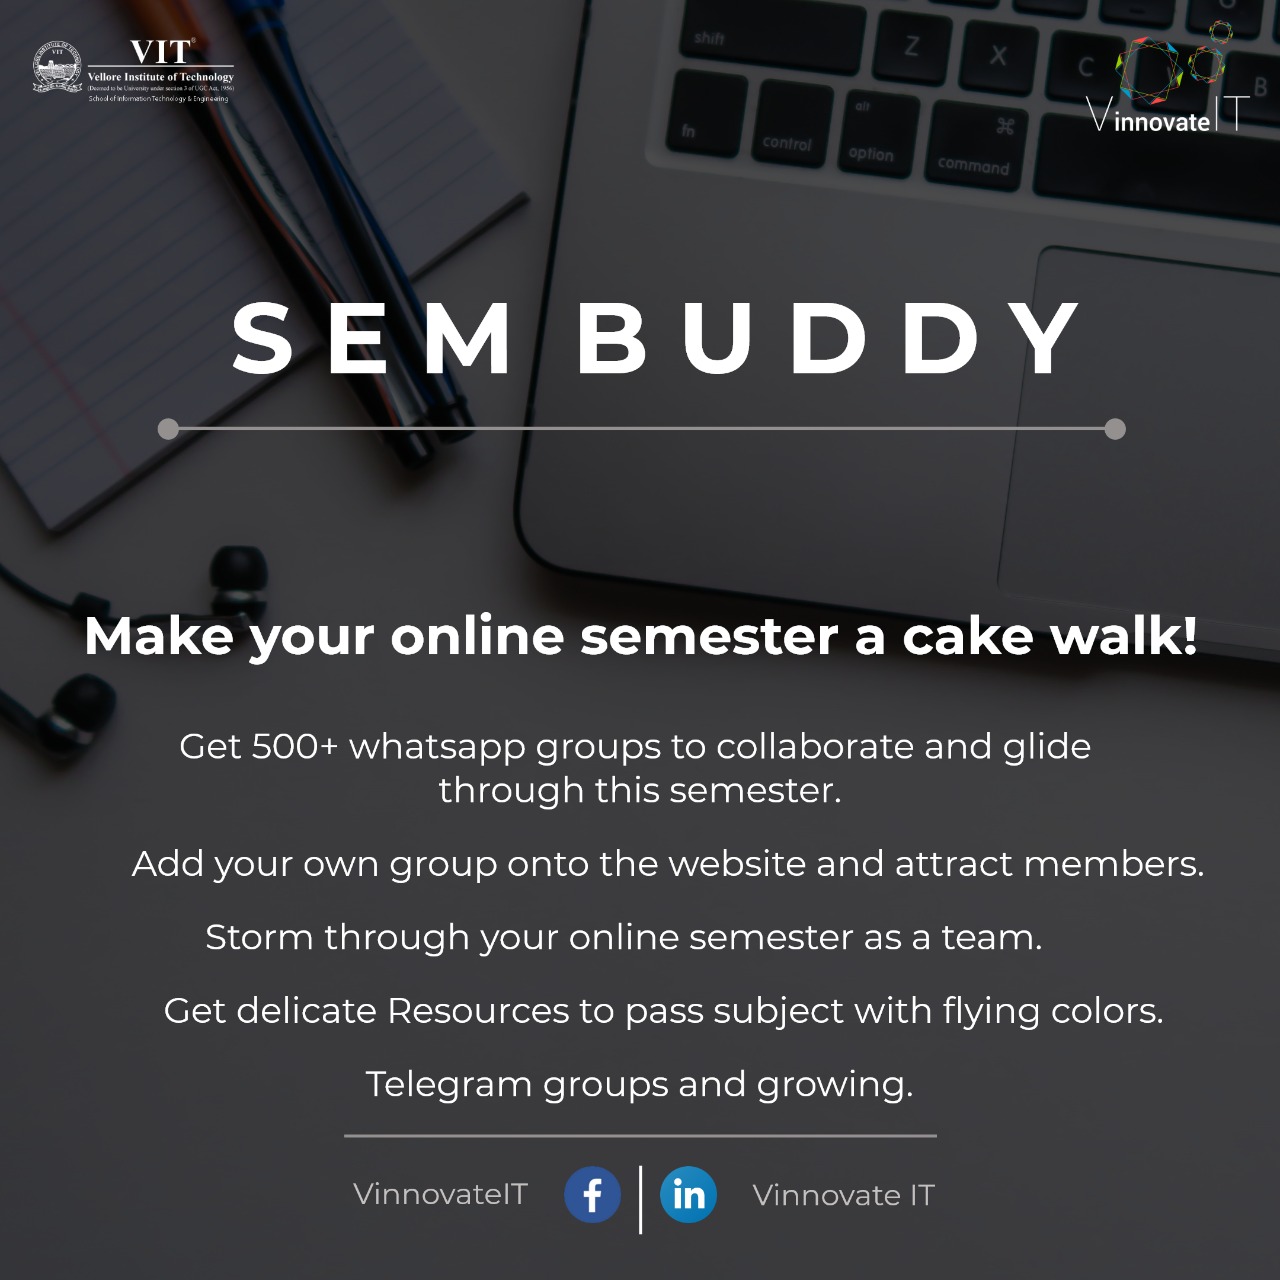 VIT
VIT
Vellore Institute of Technology
(Deemed to be University under section 3 of UGC Act, 1956)
School of Information Technology & Engineering
shift
Z
X
C
B
fn
control
alt
option
⌘
command
VinnovateIT
SEM BUDDY
Make your online semester a cake walk!
Get 500+ whatsapp groups to collaborate and glide
through this semester.
Add your own group onto the website and attract members.
Storm through your online semester as a team.
Get delicate Resources to pass subject with flying colors.
Telegram groups and growing.
VinnovateIT f in Vinnovate IT